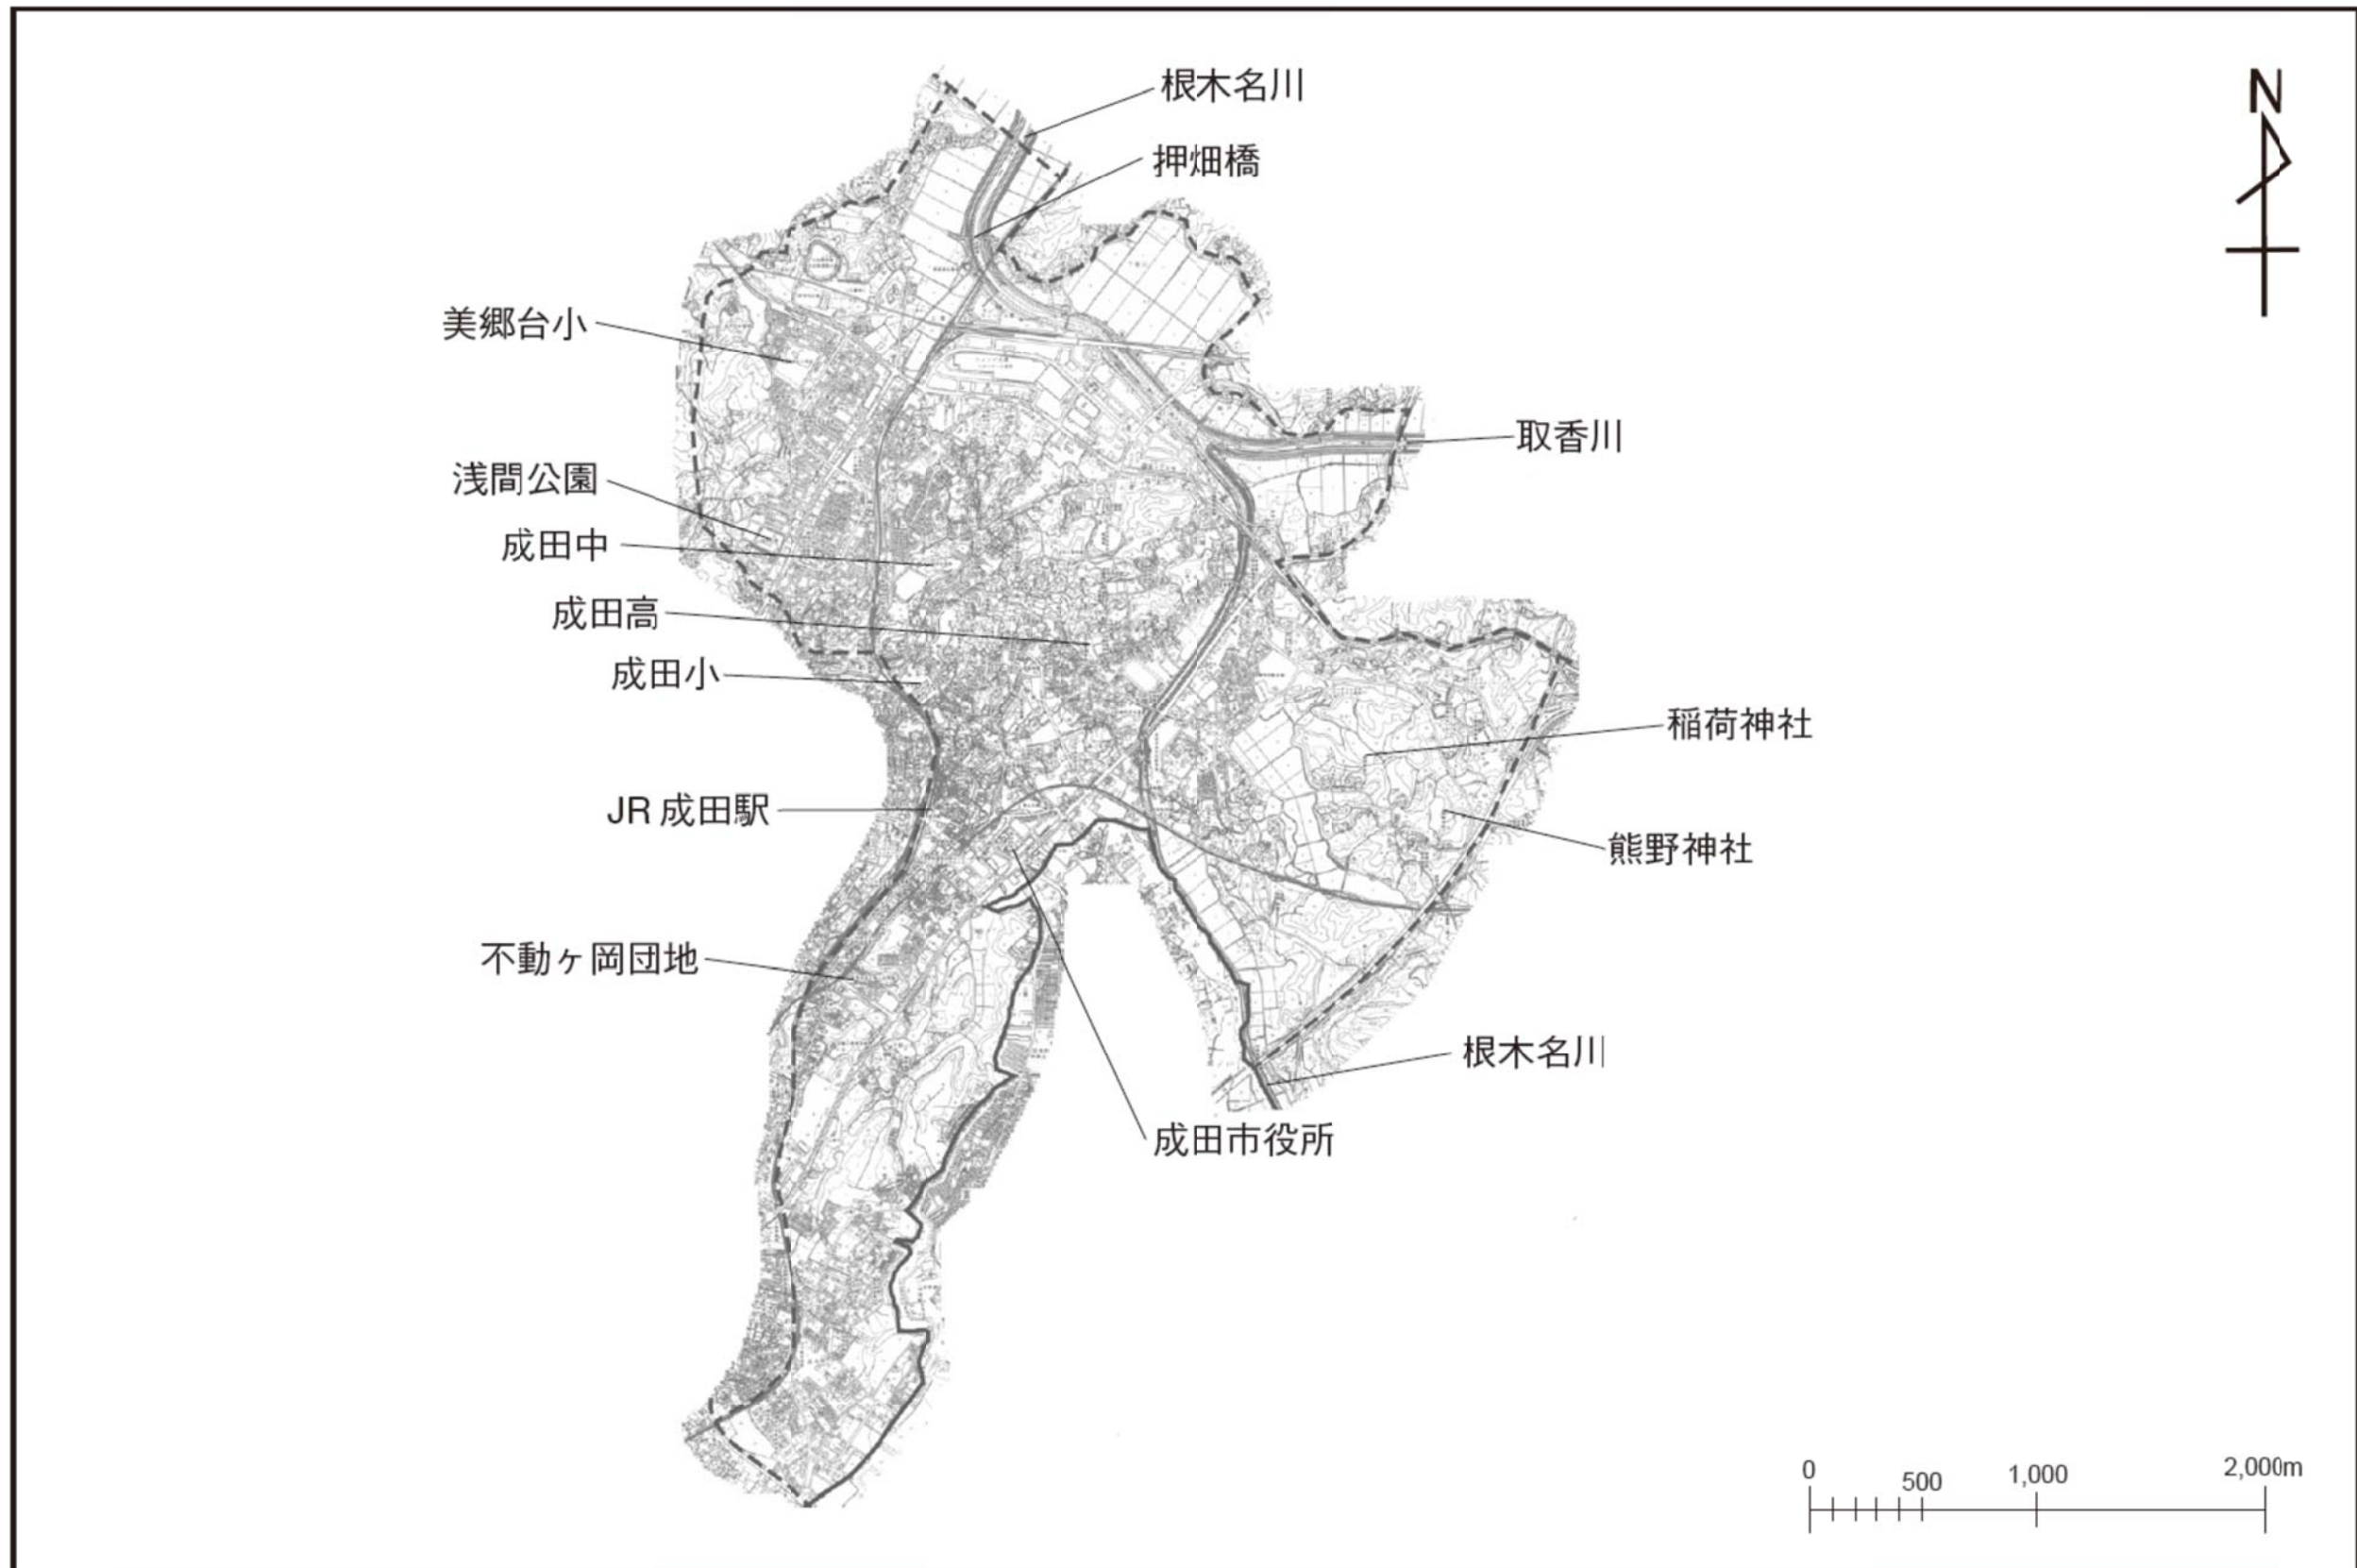 N
根木名川
押畑橋
美郷台小
取香川
浅間公園
成田中
成田高
成田小
稲荷神社
JR 成田駅
熊野神社
不動ヶ岡団地
根木名川
成田市役所
0 500 1,000 2,000m